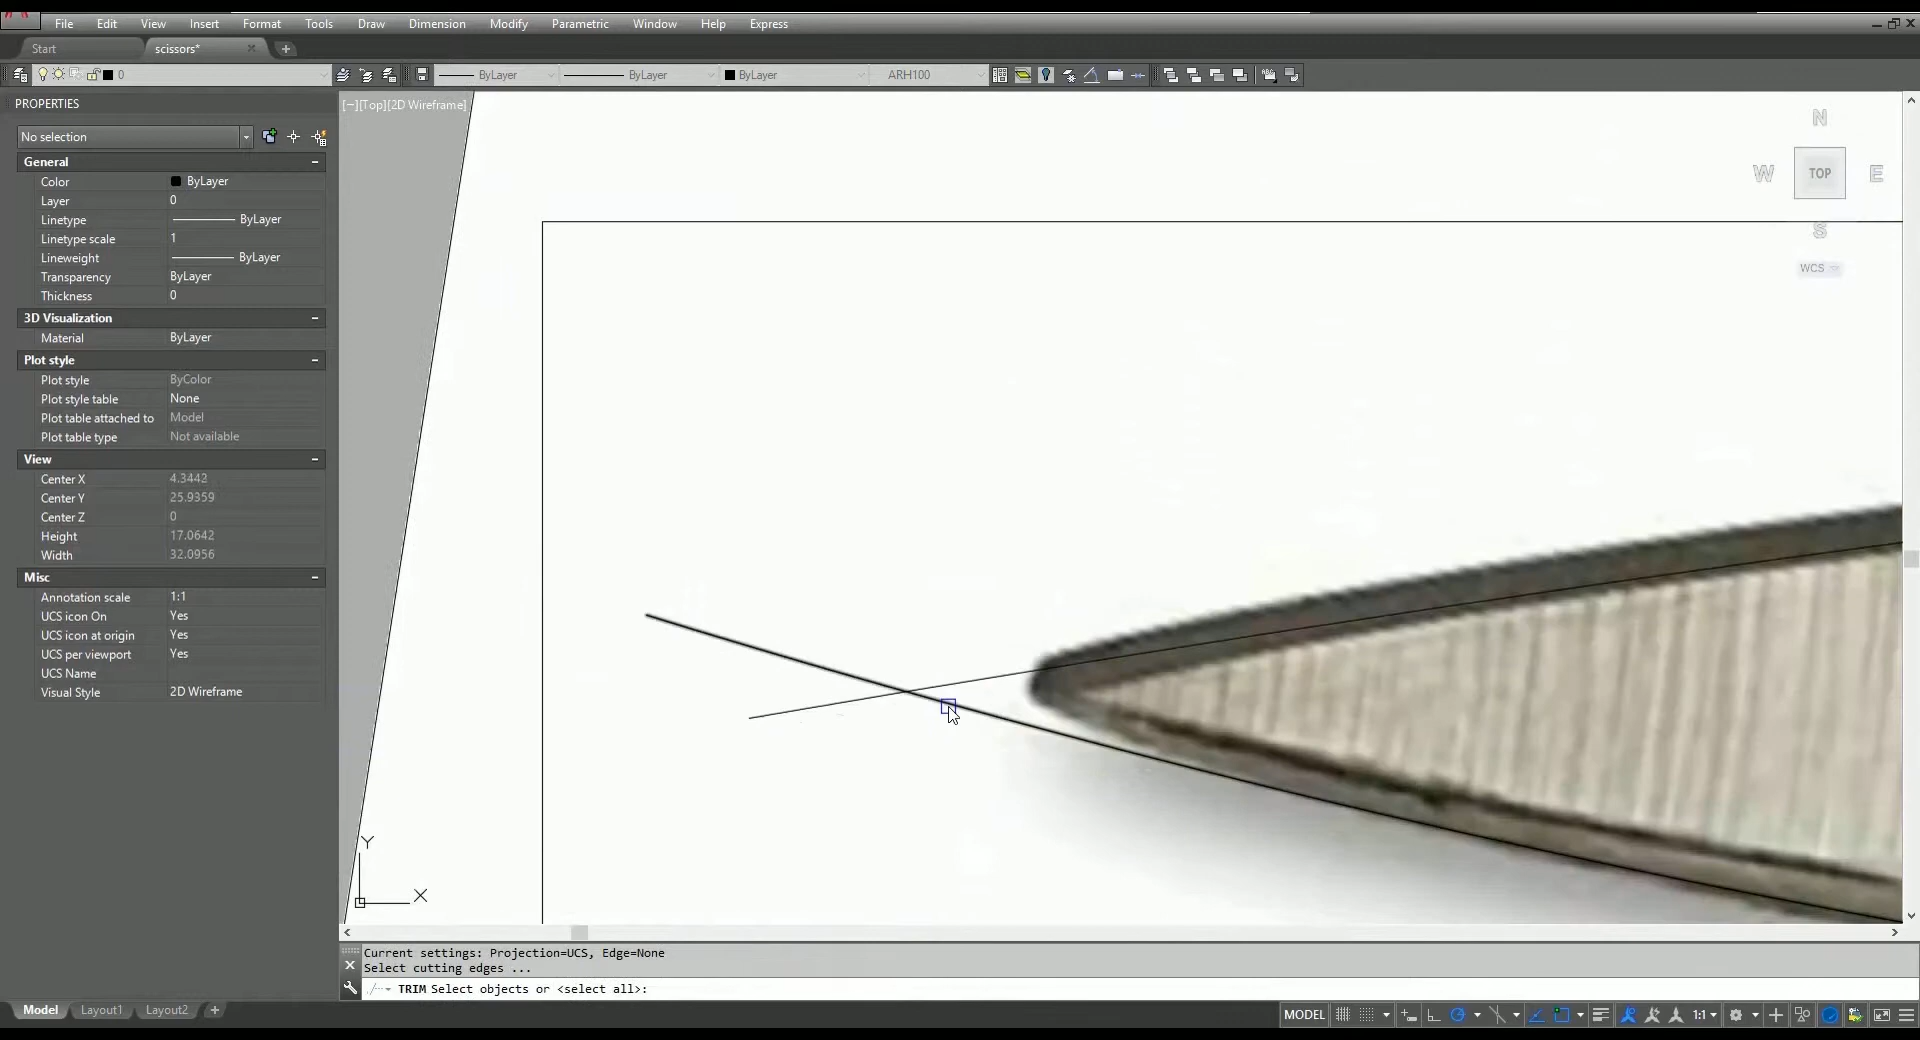 File Edit View Insert Format Tools Draw Dimension Modify Parametric Window Help Express
Start scissors*
0 ByLayer ByLayer ByLayer ARH100
PROPERTIES
[−][Top][2D Wireframe]
No selection
General
Color ByLayer
Layer 0
Linetype ByLayer
Linetype scale 1
Lineweight ByLayer
Transparency ByLayer
Thickness 0
3D Visualization
Material ByLayer
Plot style
Plot style ByColor
Plot style table None
Plot table attached to Model
Plot table type Not available
View
Center X 4.3442
Center Y 25.9359
Center Z 0
Height 17.0642
Width 32.0956
Misc
Annotation scale 1:1
UCS icon On Yes
UCS icon at origin Yes
UCS per viewport Yes
UCS Name
Visual Style 2D Wireframe
N
W TOP E
S
WCS
Y
X
Current settings: Projection=UCS, Edge=None
Select cutting edges ...
TRIM Select objects or <select all>:
Model Layout1 Layout2 +
MODEL 1:1